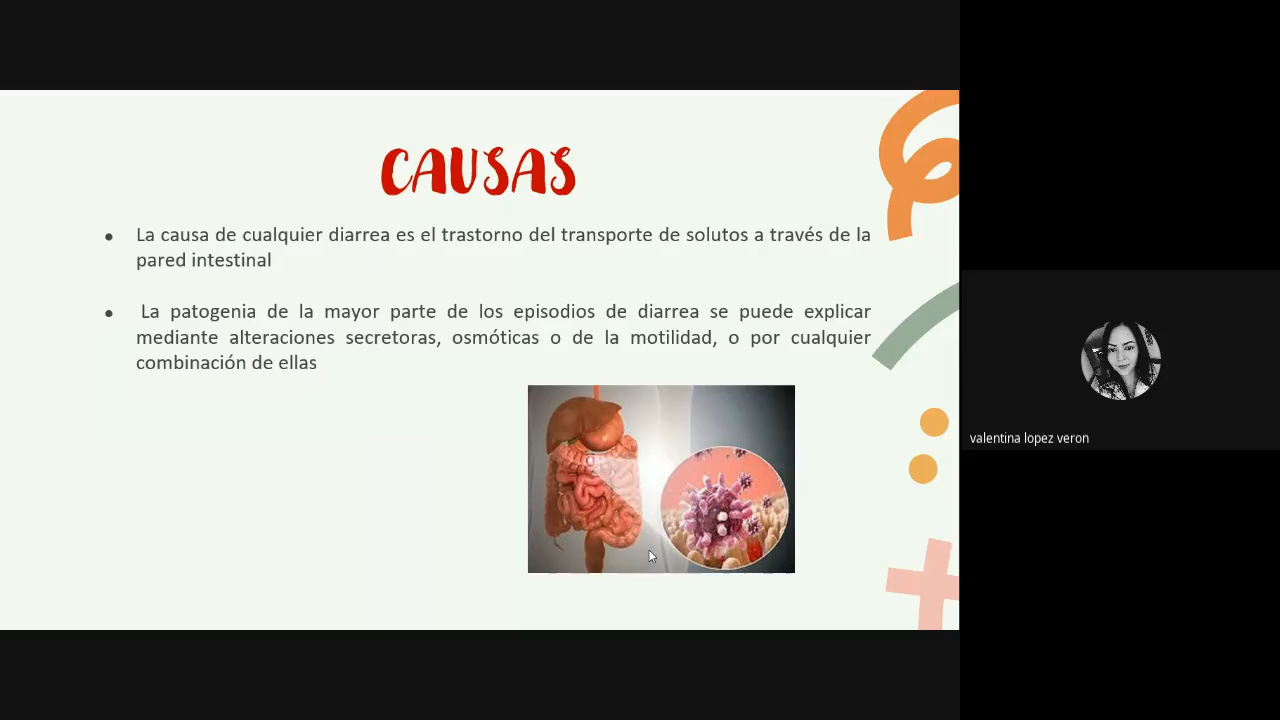 CAUSAS
● La causa de cualquier diarrea es el trastorno del transporte de solutos a través de la
pared intestinal
● La patogenia de la mayor parte de los episodios de diarrea se puede explicar
mediante alteraciones secretoras, osmóticas o de la motilidad, o por cualquier
combinación de ellas
valentina lopez veron